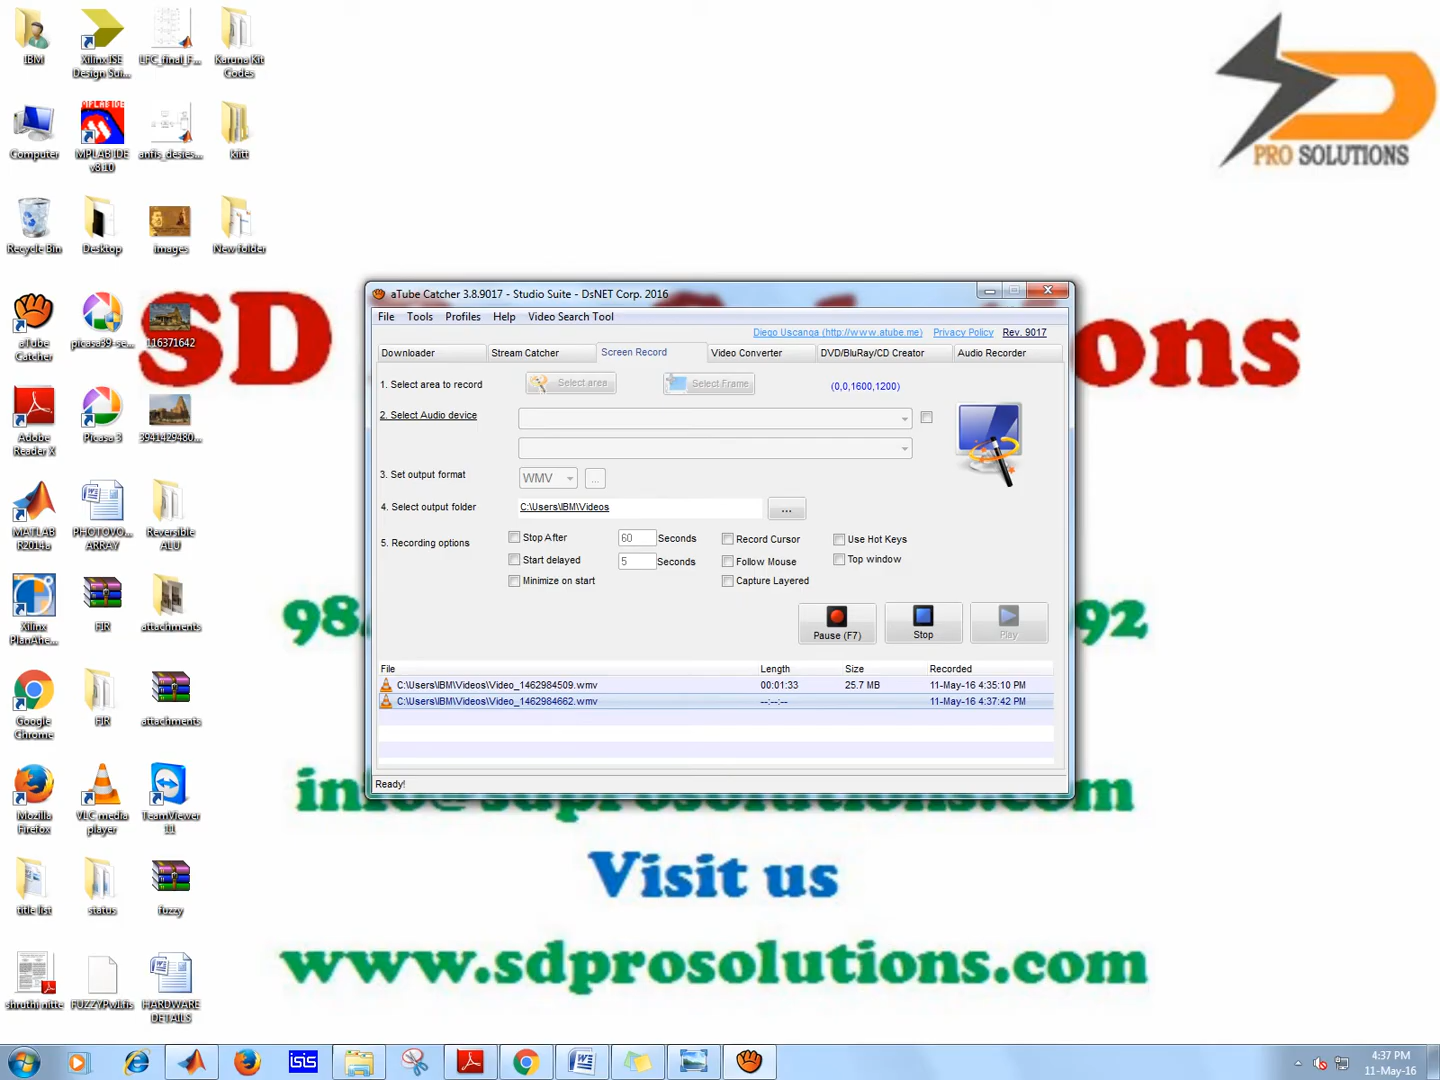 IBM
Xilinx ISE
Design Sui...
LFC_final_F...
Karuna Kit
Codes
Computer
MPLAB IDE
v8.10
anfis_desies...
kiitt
Recycle Bin
Desktop
images
New folder
aTube
Catcher
picasa39-se...
116371642
Adobe
Reader X
Picasa 3
3941429480...
MATLAB
R2014a
PHOTOVO...
ARRAY
Reversible
ALU
Xilinx
PlanAhe...
FIR
attachments
Google
Chrome
FIR
attachments
Mozilla
Firefox
VLC media
player
TeamViewer
11
title list
status
fuzzy
shruthi nitte
HARDWARE
DETAILS
PRO SOLUTIONS
SD
ons
98.
92
info@sdprosolutions.com
Visit us
www.sdprosolutions.com
aTube Catcher 3.8.9017 - Studio Suite - DsNET Corp. 2016
File Tools Profiles Help Video Search Tool
Diego Uscanga (http://www.atube.me) Privacy Policy Rev. 9017
Downloader Stream Catcher Screen Record Video Converter DVD/BluRay/CD Creator Audio Recorder
1. Select area to record Select area Select Frame (0,0,1600,1200)
2. Select Audio device
3. Set output format WMV ...
4. Select output folder C:\Users\IBM\Videos ...
5. Recording options
Stop After 60 Seconds Record Cursor Use Hot Keys
Start delayed 5 Seconds Follow Mouse Top window
Minimize on start Capture Layered
Pause (F7) Stop Play
File Length Size Recorded
C:\Users\IBM\Videos\Video_1462984509.wmv 00:01:33 25.7 MB 11-May-16 4:35:10 PM
C:\Users\IBM\Videos\Video_1462984662.wmv --:--:-- 11-May-16 4:37:42 PM
Ready!
isis
4:37 PM
11-May-16